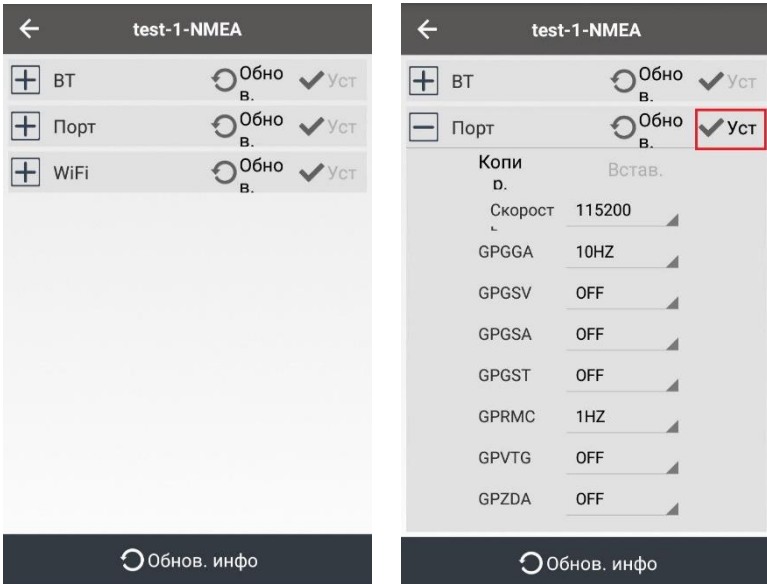 test-1-NMEA
BT
Обно
в.
Уст
Порт
Обно
в.
Уст
WiFi
Обно
в.
Уст
Обнов. инфо
test-1-NMEA
BT
Обно
в.
Уст
Порт
Обно
в.
Уст
Копи
р.
Встав.
Скорост
ь
115200
GPGGA
10HZ
GPGSV
OFF
GPGSA
OFF
GPGST
OFF
GPRMC
1HZ
GPVTG
OFF
GPZDA
OFF
Обнов. инфо